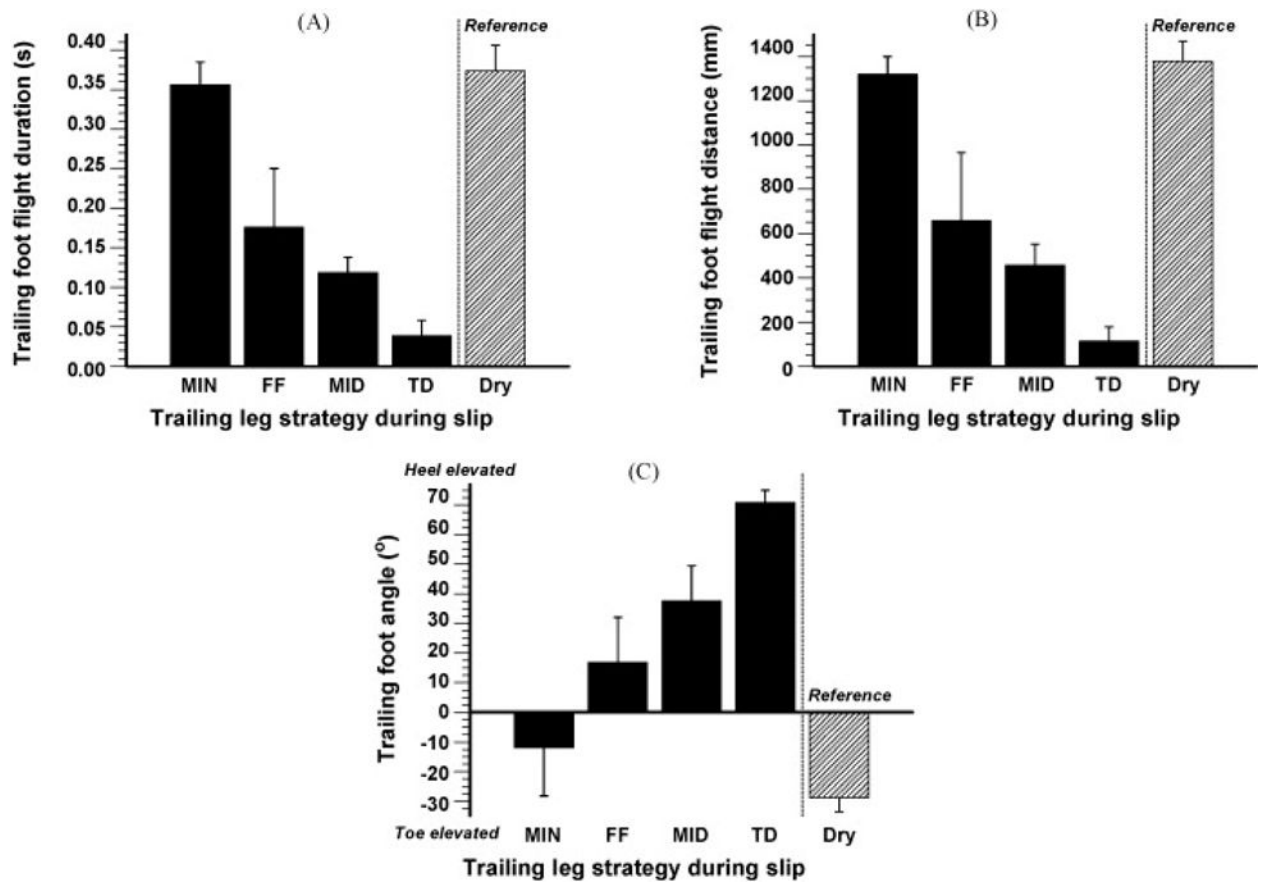 (A)
Reference
Trailing foot flight duration (s)
0.40
0.35
0.30
0.25
0.20
0.15
0.10
0.05
0.00
MIN FF MID TD Dry
Trailing leg strategy during slip
(B)
Reference
Trailing foot flight distance (mm)
1400
1200
1000
800
600
400
200
0
MIN FF MID TD Dry
Trailing leg strategy during slip
(C)
Heel elevated
Trailing foot angle (º)
70
60
50
40
30
20
10
0
-10
-20
-30
Reference
Toe elevated
MIN FF MID TD Dry
Trailing leg strategy during slip